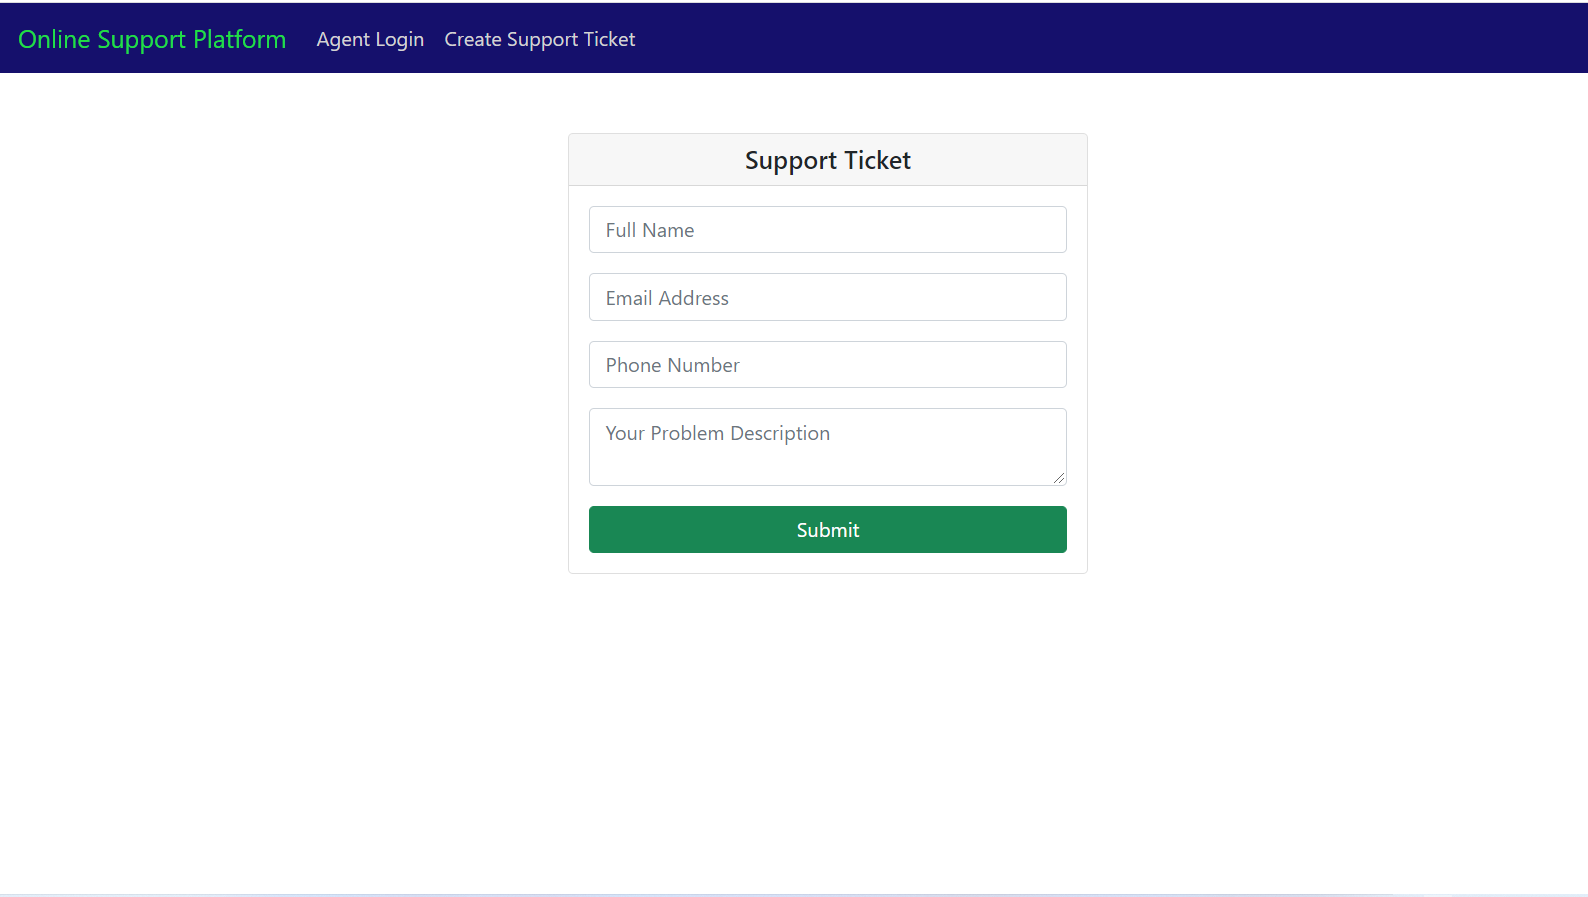 Online Support Platform Agent Login Create Support Ticket
Support Ticket
Full Name
Email Address
Phone Number
Your Problem Description
Submit